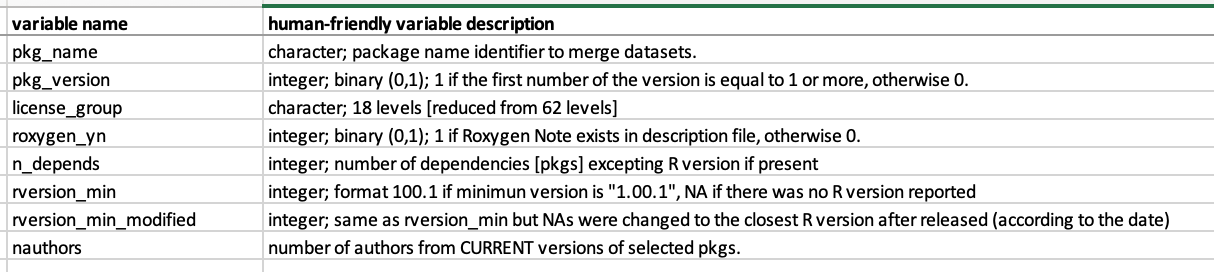 variable name human-friendly variable description
pkg_name character; package name identifier to merge datasets.
pkg_version integer; binary (0,1); 1 if the first number of the version is equal to 1 or more, otherwise 0.
license_group character; 18 levels [reduced from 62 levels]
roxygen_yn integer; binary (0,1); 1 if Roxygen Note exists in description file, otherwise 0.
n_depends integer; number of dependencies [pkgs] excepting R version if present
rversion_min integer; format 100.1 if minimun version is "1.00.1", NA if there was no R version reported
rversion_min_modified integer; same as rversion_min but NAs were changed to the closest R version after released (according to the date)
nauthors number of authors from CURRENT versions of selected pkgs.